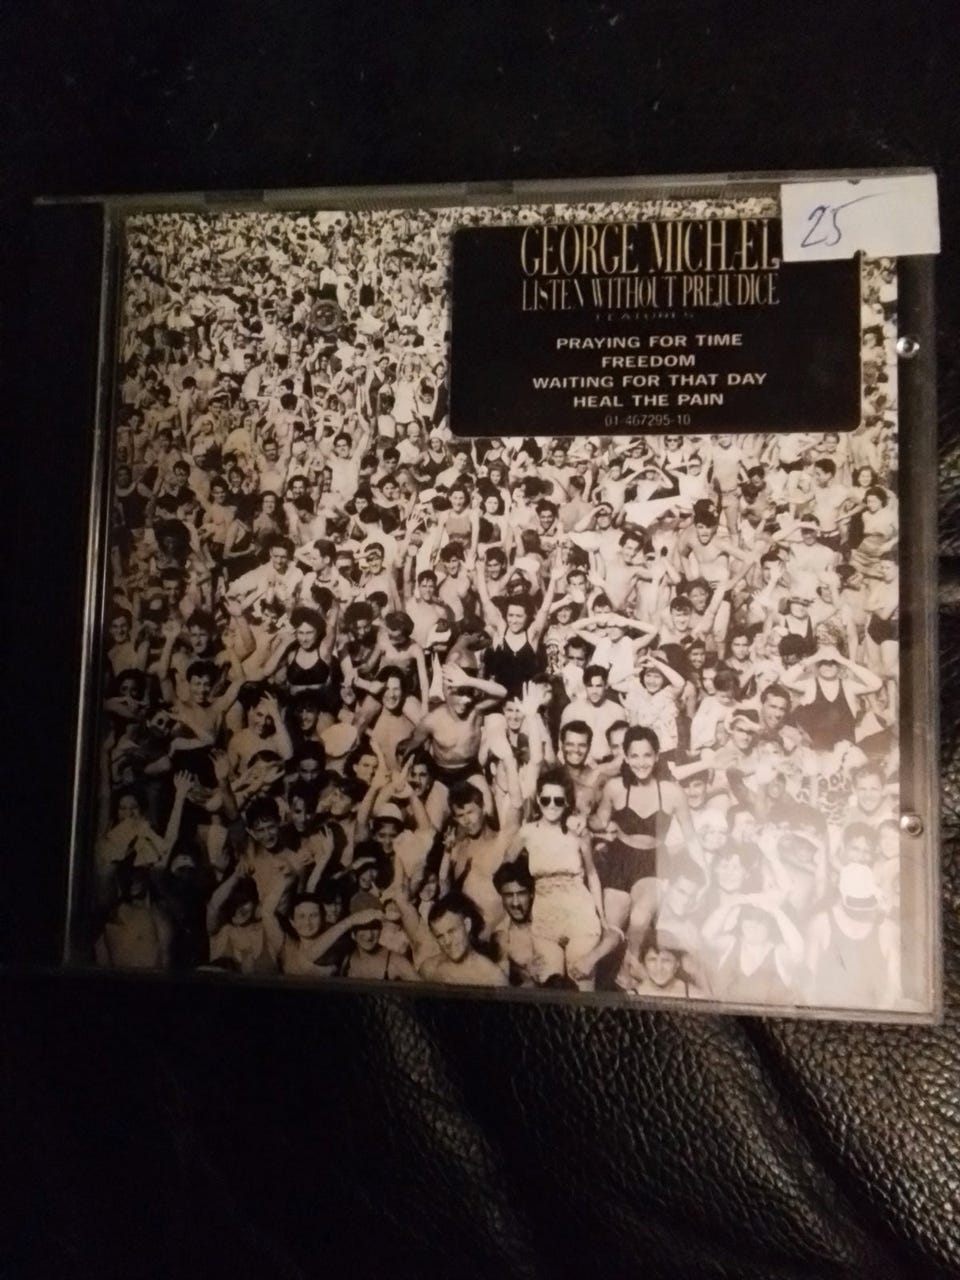 25
GEORGE MICHÆL
LISTEN WITHOUT PREJUDICE
FEATURES
PRAYING FOR TIME
FREEDOM
WAITING FOR THAT DAY
HEAL THE PAIN
01-467295-10